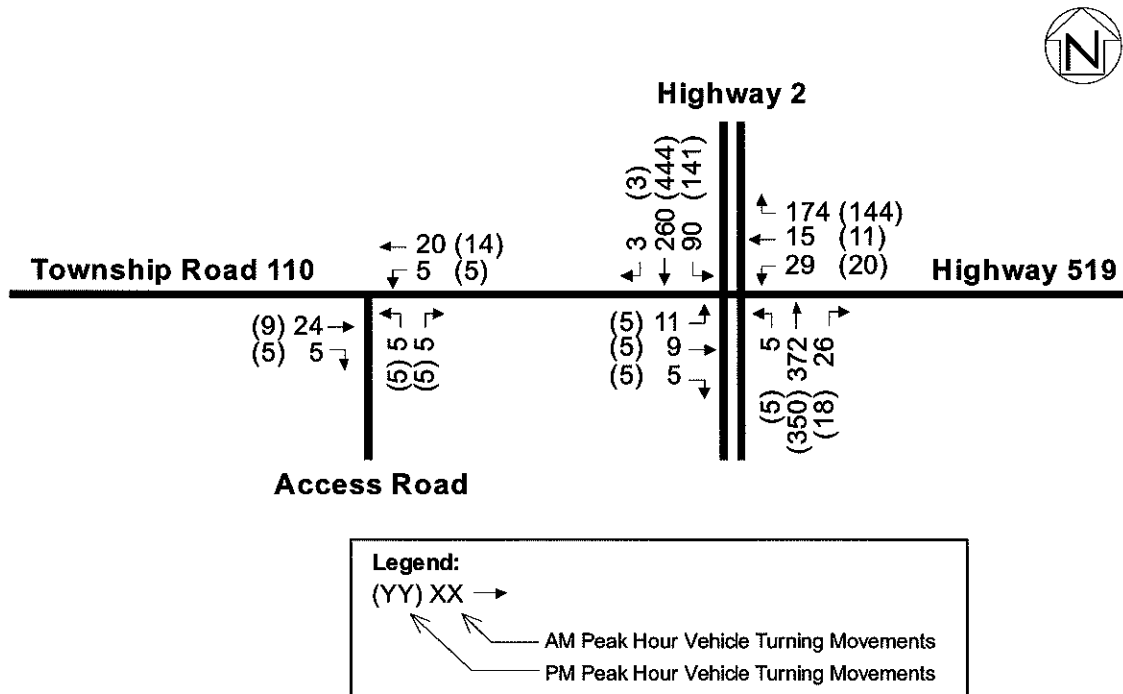 N
Highway 2
(3)
(444)
(141)
3
260
90
174 (144)
15 (11)
29 (20)
20 (14)
5 (5)
Township Road 110
Highway 519
(9) 24
(5) 5
(5) 5
(5) 5
(5) 11
(5) 9
(5) 5
(5) 5
(350) 372
(18) 26
Access Road
Legend:
(YY) XX
AM Peak Hour Vehicle Turning Movements
PM Peak Hour Vehicle Turning Movements